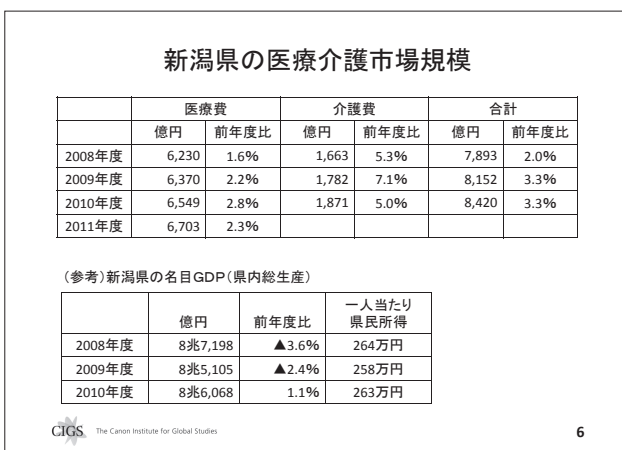 新潟県の医療介護市場規模
医療費 介護費 合計
億円 前年度比 億円 前年度比 億円 前年度比
2008年度 6,230 1.6% 1,663 5.3% 7,893 2.0%
2009年度 6,370 2.2% 1,782 7.1% 8,152 3.3%
2010年度 6,549 2.8% 1,871 5.0% 8,420 3.3%
2011年度 6,703 2.3%
(参考)新潟県の名目GDP(県内総生産)
億円 前年度比 一人当たり
県民所得
2008年度 8兆7,198 ▲3.6% 264万円
2009年度 8兆5,105 ▲2.4% 258万円
2010年度 8兆6,068 1.1% 263万円
CIGS The Canon Institute for Global Studies 6